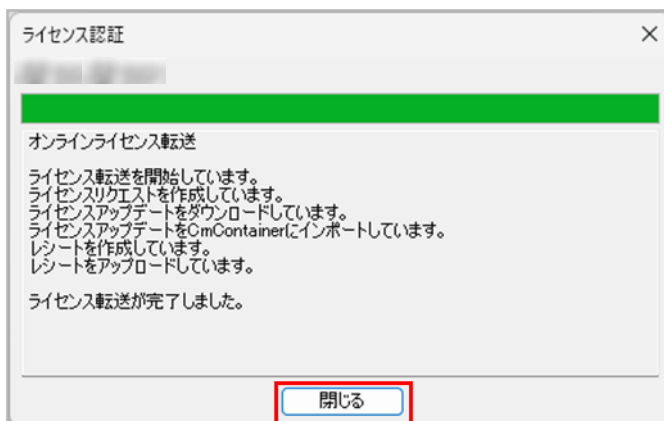 ライセンス認証
オンラインライセンス転送
ライセンス転送を開始しています。
ライセンスリクエストを作成しています。
ライセンスアップデートをダウンロードしています。
ライセンスアップデートをCmContainerにインポートしています。
レシートを作成しています。
レシートをアップロードしています。
ライセンス転送が完了しました。
閉じる